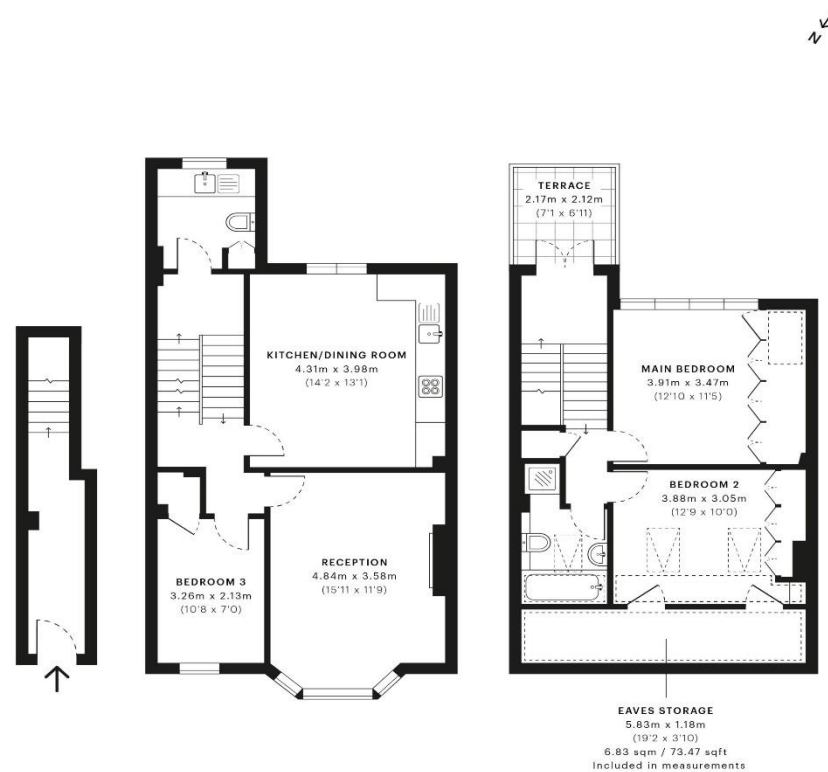 N
TERRACE
2.17m x 2.12m
(7'1 x 6'11)
KITCHEN/DINING ROOM
4.31m x 3.98m
(14'2 x 13'1)
MAIN BEDROOM
3.91m x 3.47m
(12'10 x 11'5)
BEDROOM 2
3.88m x 3.05m
(12'9 x 10'0)
RECEPTION
4.84m x 3.58m
(15'11 x 11'9)
BEDROOM 3
3.26m x 2.13m
(10'8 x 7'0)
EAVES STORAGE
5.83m x 1.18m
(19'2 x 3'10)
6.83 sqm / 73.47 sqft
Included in measurements